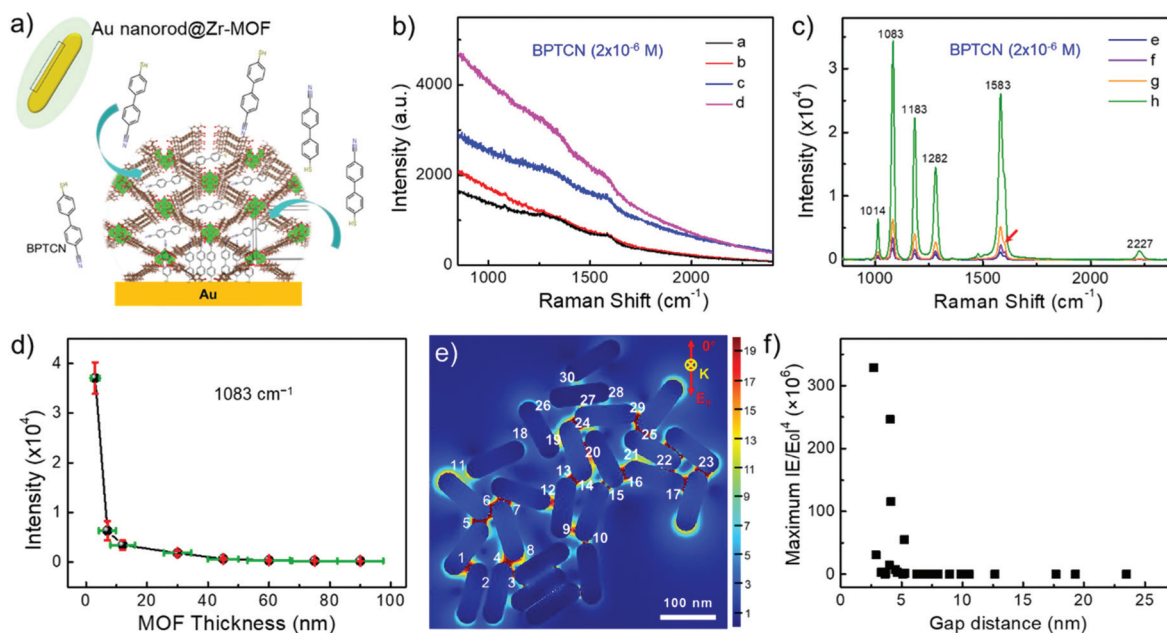 a)
Au nanorod@Zr-MOF
BPTCN
Au
b)
BPTCN (2x10⁻⁶ M)
a
b
c
d
Intensity (a.u.)
4000
2000
0
1000
1500
2000
Raman Shift (cm⁻¹)
c)
BPTCN (2x10⁻⁶ M)
e
f
g
h
1083
1583
1183
1282
1014
2227
Intensity (x10⁴)
3
2
1
0
1000
1500
2000
Raman Shift (cm⁻¹)
d)
1083 cm⁻¹
Intensity (x10⁴)
4
3
2
1
0
0
20
40
60
80
100
MOF Thickness (nm)
e)
0°
K
30
28
27
26
29
24
25
18
19
20
21
22
23
11
13
14
16
17
15
6
12
7
5
9
10
8
4
1
2
3
100 nm
19
17
15
13
11
9
7
5
3
1
f)
Maximum |E/E₀|⁴ (×10⁶)
300
200
100
0
0
5
10
15
20
25
Gap distance (nm)